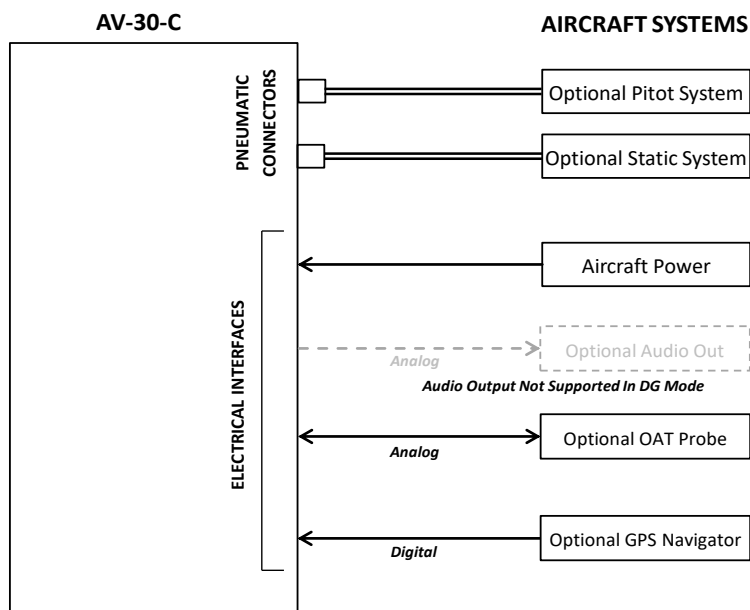 AV-30-C
AIRCRAFT SYSTEMS
PNEUMATIC
CONNECTORS
Optional Pitot System
Optional Static System
ELECTRICAL INTERFACES
Aircraft Power
Analog
Optional Audio Out
Audio Output Not Supported In DG Mode
Analog
Optional OAT Probe
Digital
Optional GPS Navigator